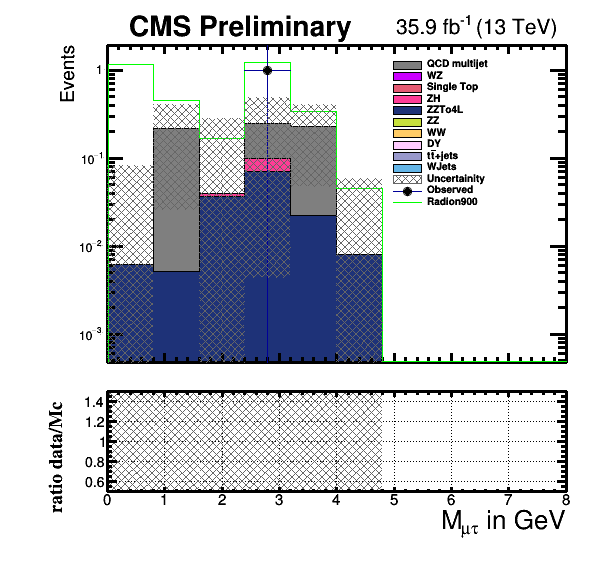 CMS Preliminary 35.9 fb⁻¹ (13 TeV)
Events
1
10⁻¹
10⁻²
10⁻³
QCD multijet
WZ
Single Top
ZH
ZZTo4L
ZZ
WW
DY
tt̄+jets
WJets
Uncertainity
Observed
Radion900
ratio data/Mc
1.4
1.2
1
0.8
0.6
0 1 2 3 4 5 6 7 8
M_μτ in GeV